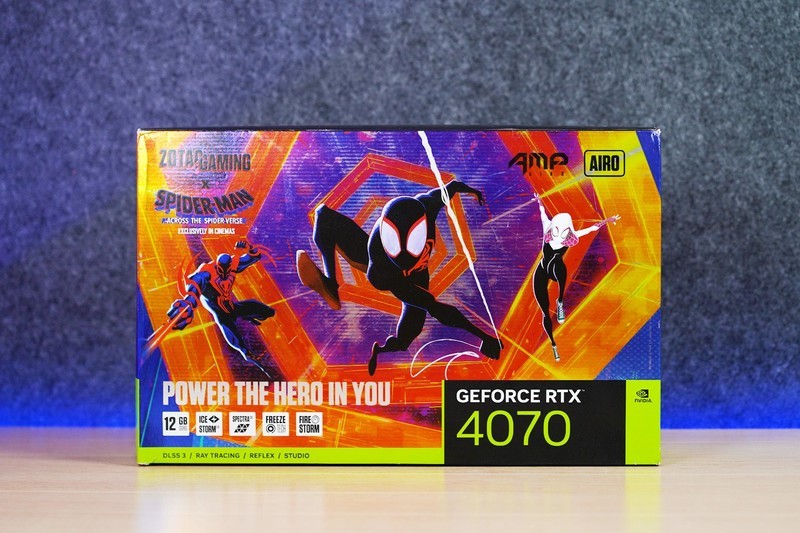 ZOTAC GAMING
X
SPIDER-MAN
ACROSS THE SPIDER-VERSE
EXCLUSIVELY IN CINEMAS
AMP
AIRO
POWER THE HERO IN YOU
12 GB
ICE STORM
SPECTRA
FREEZE
FIRE STORM
GEFORCE RTX™
4070
NVIDIA
DLSS 3 / RAY TRACING / REFLEX / STUDIO